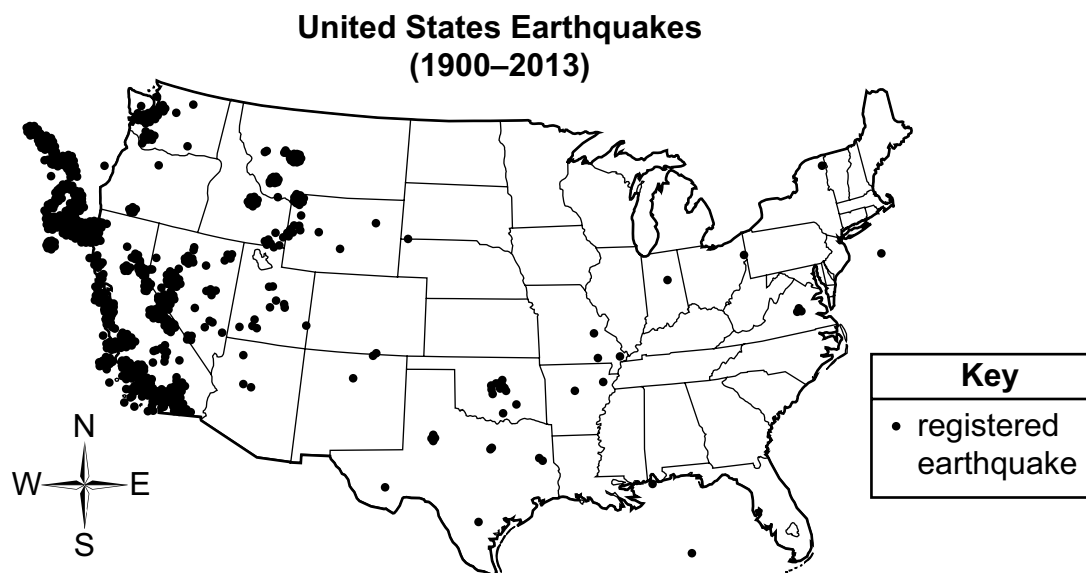 United States Earthquakes
(1900–2013)
N
W E
S
Key
• registered
earthquake